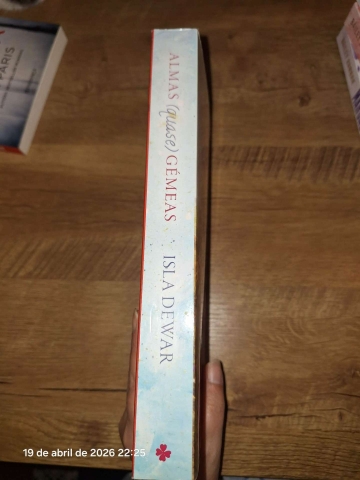 ALMAS (quase) GÉMEAS
ISLA DEWAR
PARIS
19 de abril de 2026 22:25